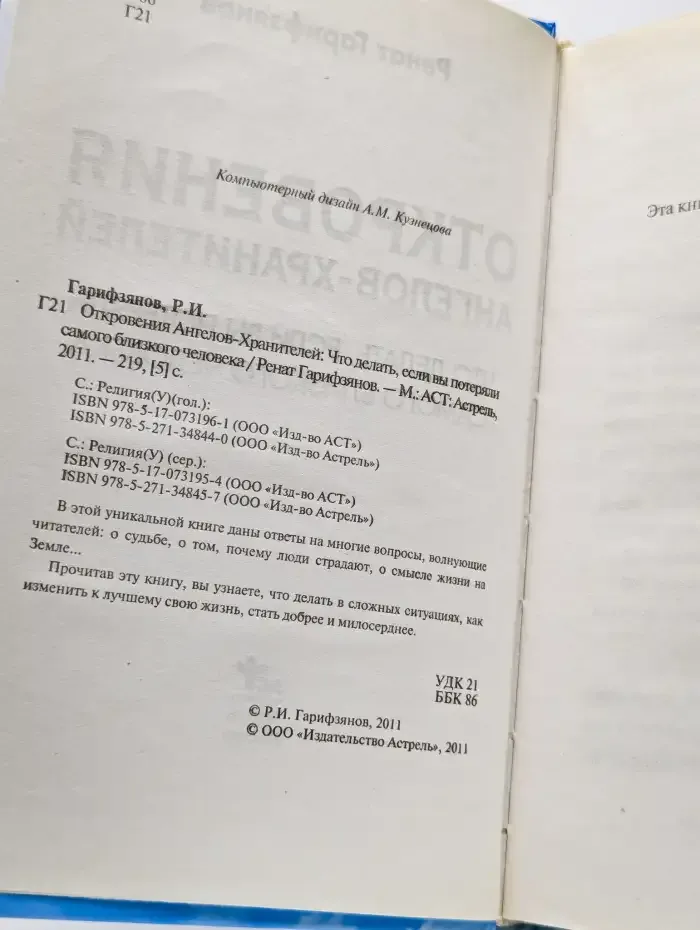 86
Г21
Компьютерный дизайн А.М. Кузнецова
Гарифзянов, Р.И.
Г21 Откровения Ангелов-Хранителей: Что делать, если вы потеряли
самого близкого человека / Ренат Гарифзянов. — М.: АСТ: Астрель,
2011. — 219, [5] с.
С.: Религия(У)(гол.):
ISBN 978-5-17-073196-1 (ООО «Изд-во АСТ»)
ISBN 978-5-271-34844-0 (ООО «Изд-во Астрель»)
С.: Религия(У) (сер.):
ISBN 978-5-17-073195-4 (ООО «Изд-во АСТ»)
ISBN 978-5-271-34845-7 (ООО «Изд-во Астрель»)
В этой уникальной книге даны ответы на многие вопросы, волнующие
читателей: о судьбе, о том, почему люди страдают, о смысле жизни на
Земле...
Прочитав эту книгу, вы узнаете, что делать в сложных ситуациях, как
изменить к лучшему свою жизнь, стать добрее и милосерднее.
УДК 21
ББК 86
© Р.И. Гарифзянов, 2011
© ООО «Издательство Астрель», 2011
Эта